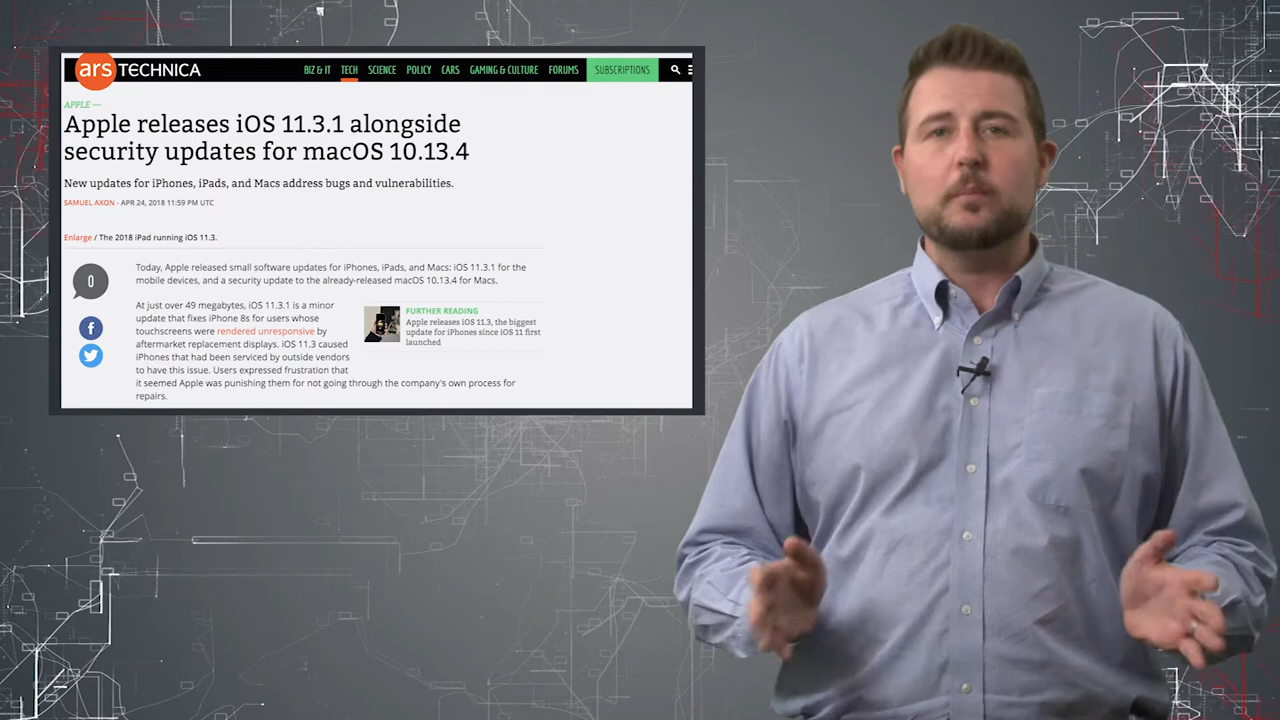 ars TECHNICA
BIZ & IT TECH SCIENCE POLICY CARS GAMING & CULTURE FORUMS SUBSCRIPTIONS
APPLE —
Apple releases iOS 11.3.1 alongside
security updates for macOS 10.13.4
New updates for iPhones, iPads, and Macs address bugs and vulnerabilities.
SAMUEL AXON - APR 24, 2018 11:59 PM UTC
Enlarge / The 2018 iPad running iOS 11.3.
0
f
Today, Apple released small software updates for iPhones, iPads, and Macs: iOS 11.3.1 for the
mobile devices, and a security update to the already-released macOS 10.13.4 for Macs.
At just over 49 megabytes, iOS 11.3.1 is a minor
update that fixes iPhone 8s for users whose
touchscreens were rendered unresponsive by
aftermarket replacement displays. iOS 11.3 caused
iPhones that had been serviced by outside vendors
to have this issue. Users expressed frustration that
it seemed Apple was punishing them for not going through the company's own process for
repairs.
FURTHER READING
Apple releases iOS 11.3, the biggest
update for iPhones since iOS 11 first
launched